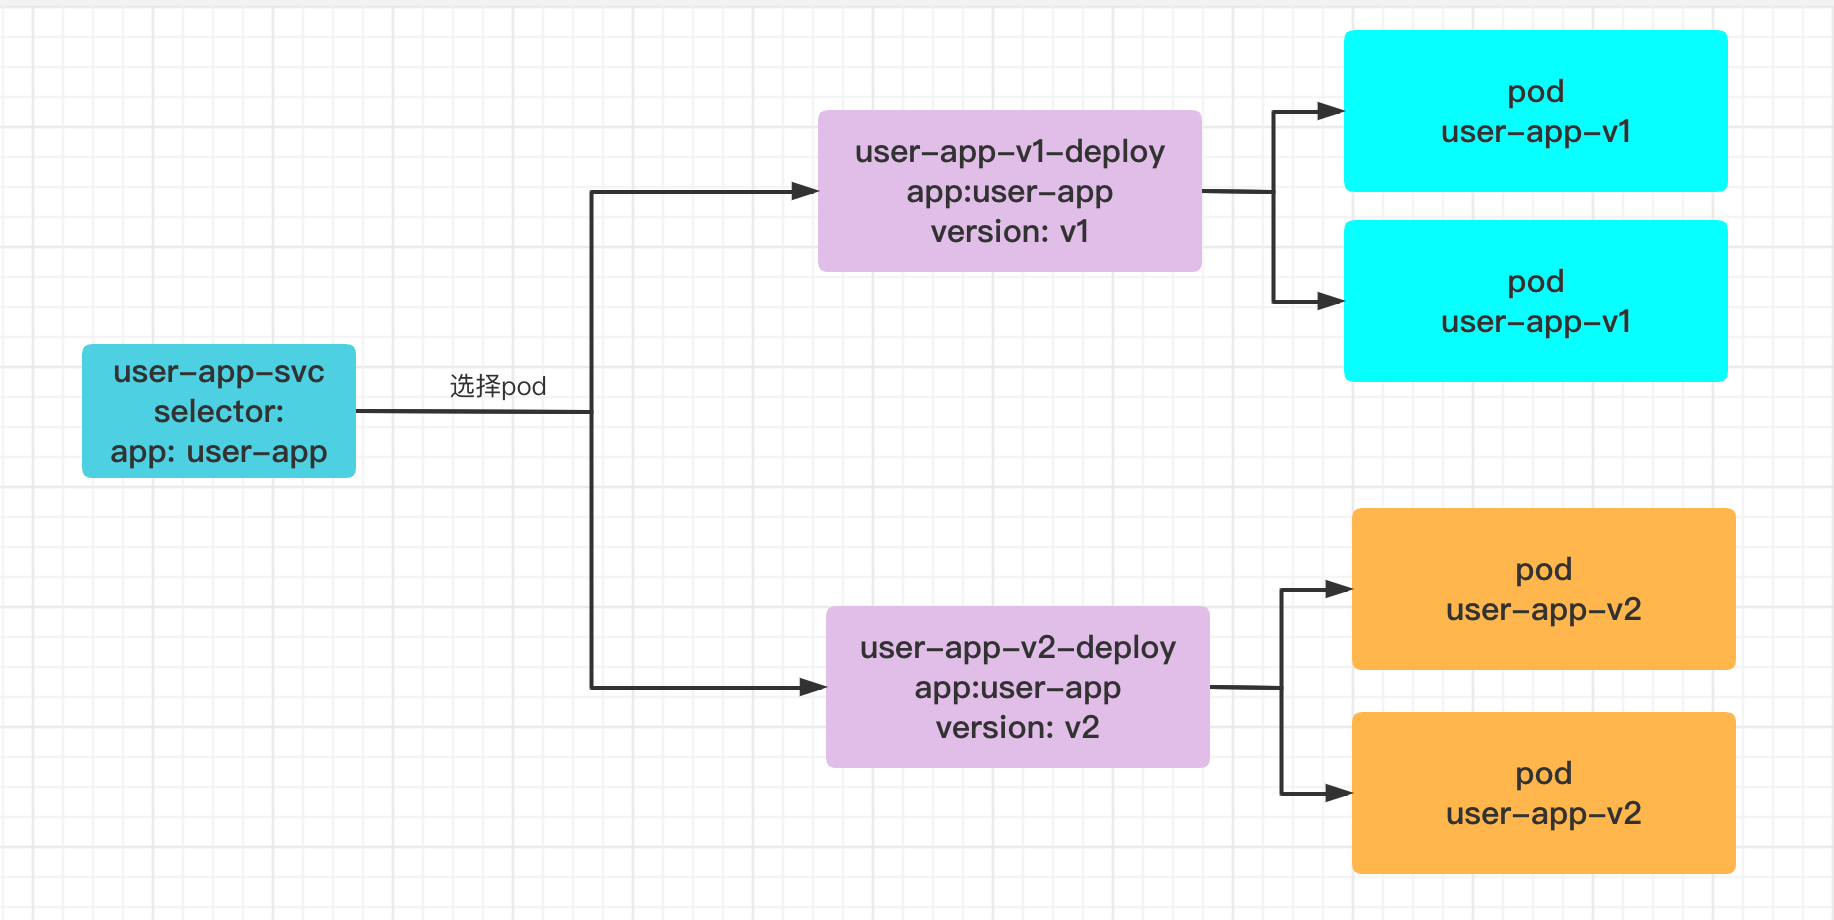 user-app-svc
selector:
app: user-app
选择pod
user-app-v1-deploy
app:user-app
version: v1
pod
user-app-v1
pod
user-app-v1
user-app-v2-deploy
app:user-app
version: v2
pod
user-app-v2
pod
user-app-v2